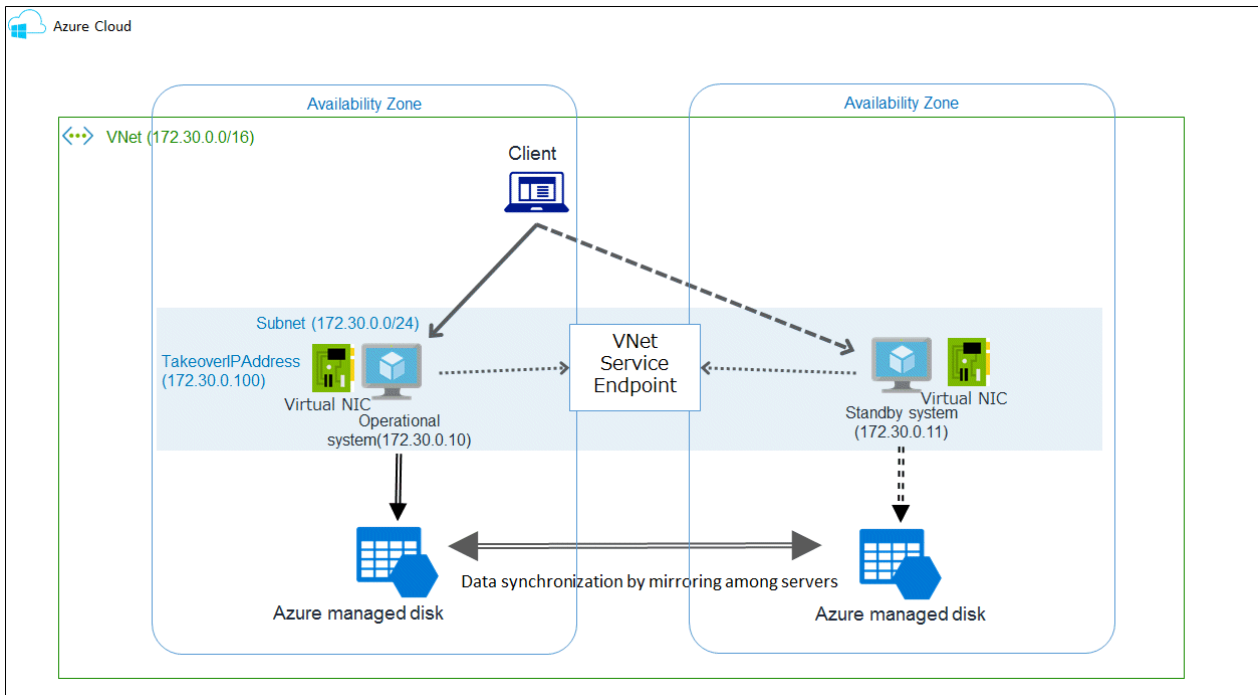 Azure Cloud
Availability Zone
Availability Zone
VNet (172.30.0.0/16)
Client
Subnet (172.30.0.0/24)
TakeoverIPAddress
(172.30.0.100)
Virtual NIC
Operational
system(172.30.0.10)
VNet
Service
Endpoint
Virtual NIC
Standby system
(172.30.0.11)
Data synchronization by mirroring among servers
Azure managed disk
Azure managed disk